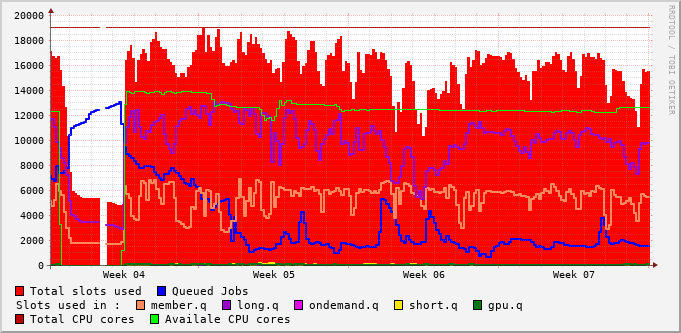 20000
18000
16000
14000
12000
10000
8000
6000
4000
2000
0
Week 04 Week 05 Week 06 Week 07
RRDTOOL / TOBI OETIKER
Total slots used Queued Jobs
Slots used in : member.q long.q ondemand.q short.q gpu.q
Total CPU cores Availale CPU cores